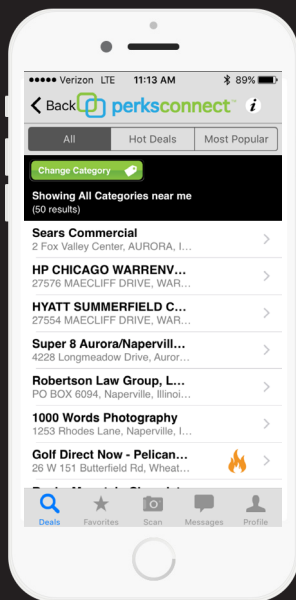 Verizon LTE 11:13 AM 89%
Back perksconnect i
All Hot Deals Most Popular
Change Category
Showing All Categories near me
(50 results)
Sears Commercial
2 Fox Valley Center, AURORA, I...
HP CHICAGO WARRENV...
27576 MAECLIFF DRIVE, WAR...
HYATT SUMMERFIELD C...
27554 MAECLIFF DRIVE, WAR...
Super 8 Aurora/Napervill...
4228 Longmeadow Drive, Auror...
Robertson Law Group, L...
PO BOX 6094, Naperville, Illinoi...
1000 Words Photography
1253 Rhodes Lane, Naperville, I...
Golf Direct Now - Pelican...
26 W 151 Butterfield Rd, Wheat...
Deals Favorites Scan Messages Profile